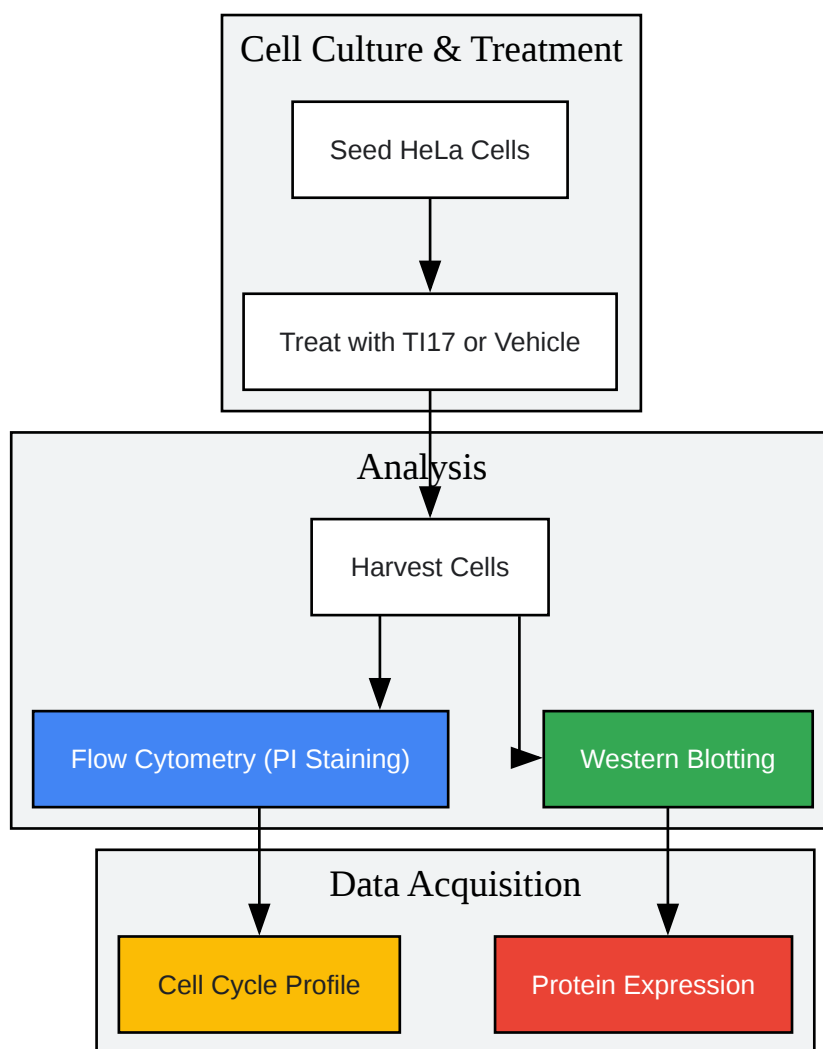 Cell Culture & Treatment
Seed HeLa Cells
Treat with TI17 or Vehicle
Analysis
Harvest Cells
Flow Cytometry (PI Staining)
Western Blotting
Data Acquisition
Cell Cycle Profile
Protein Expression